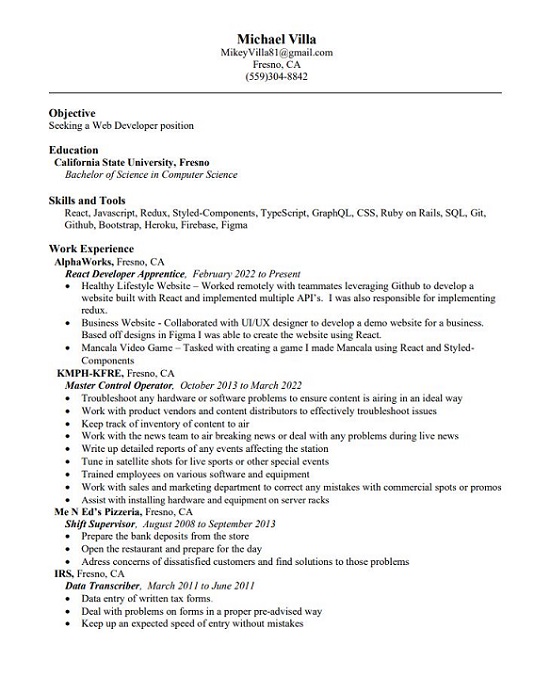 Michael Villa
MikeyVilla81@gmail.com
Fresno, CA
(559)304-8842
Objective
Seeking a Web Developer position
Education
California State University, Fresno
Bachelor of Science in Computer Science
Skills and Tools
React, Javascript, Redux, Styled-Components, TypeScript, GraphQL, CSS, Ruby on Rails, SQL, Git,
Github, Bootstrap, Heroku, Firebase, Figma
Work Experience
AlphaWorks, Fresno, CA
React Developer Apprentice, February 2022 to Present
• Healthy Lifestyle Website – Worked remotely with teammates leveraging Github to develop a
website built with React and implemented multiple API's. I was also responsible for implementing
redux.
• Business Website - Collaborated with UI/UX designer to develop a demo website for a business.
Based off designs in Figma I was able to create the website using React.
• Mancala Video Game – Tasked with creating a game I made Mancala using React and Styled-
Components
KMPH-KFRE, Fresno, CA
Master Control Operator, October 2013 to March 2022
• Troubleshoot any hardware or software problems to ensure content is airing in an ideal way
• Work with product vendors and content distributors to effectively troubleshoot issues
• Keep track of inventory of content to air
• Work with the news team to air breaking news or deal with any problems during live news
• Write up detailed reports of any events affecting the station
• Tune in satellite shots for live sports or other special events
• Trained employees on various software and equipment
• Work with sales and marketing department to correct any mistakes with commercial spots or promos
• Assist with installing hardware and equipment on server racks
Me N Ed's Pizzeria, Fresno, CA
Shift Supervisor, August 2008 to September 2013
• Prepare the bank deposits from the store
• Open the restaurant and prepare for the day
• Adress concerns of dissatisfied customers and find solutions to those problems
IRS, Fresno, CA
Data Transcriber, March 2011 to June 2011
• Data entry of written tax forms.
• Deal with problems on forms in a proper pre-advised way
• Keep up an expected speed of entry without mistakes